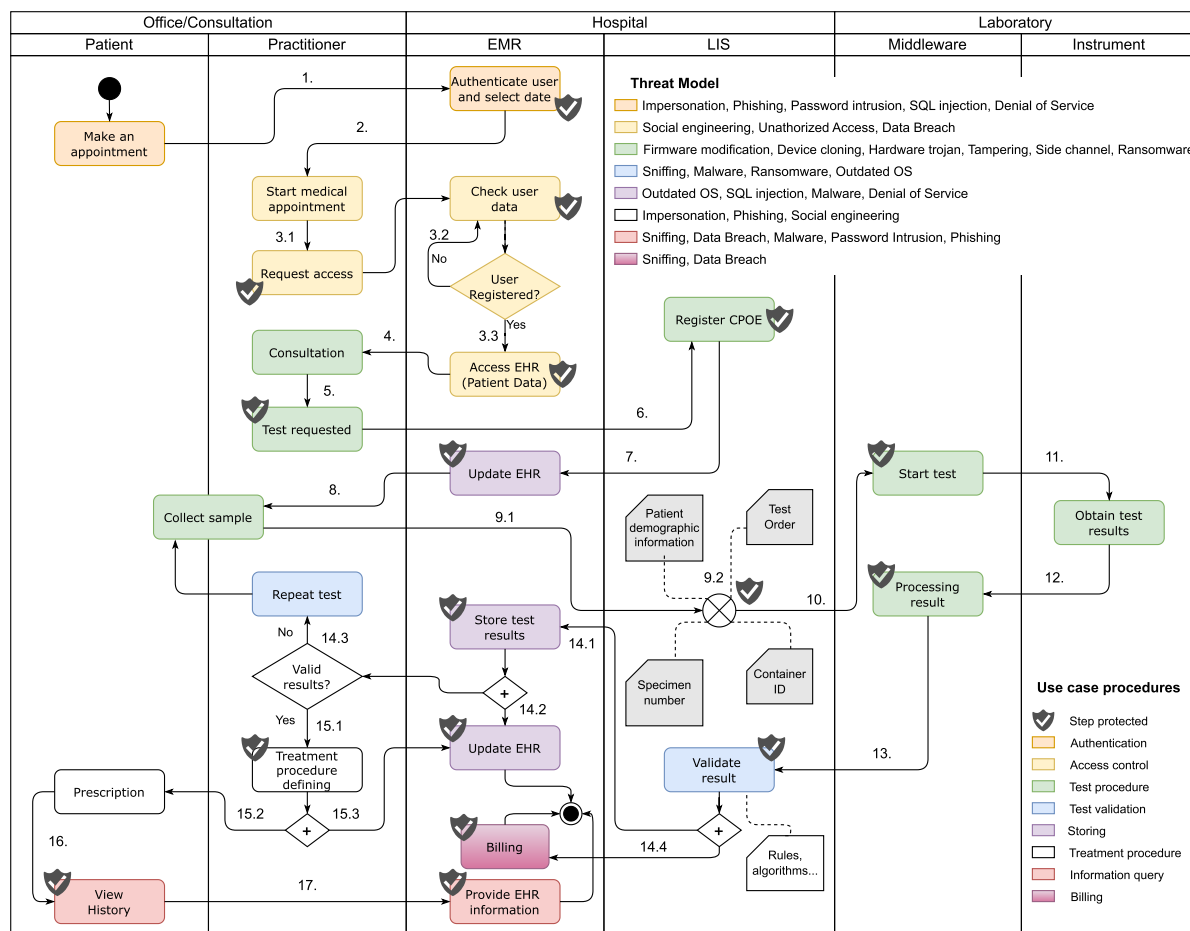 Office/Consultation
Hospital
Laboratory
Patient
Practitioner
EMR
LIS
Middleware
Instrument
1.
Authenticate user
and select date
Make an
appointment
2.
Threat Model
Impersonation, Phishing, Password intrusion, SQL injection, Denial of Service
Social engineering, Unathorized Access, Data Breach
Firmware modification, Device cloning, Hardware trojan, Tampering, Side channel, Ransomware
Sniffing, Malware, Ransomware, Outdated OS
Outdated OS, SQL injection, Malware, Denial of Service
Impersonation, Phishing, Social engineering
Sniffing, Data Breach, Malware, Password Intrusion, Phishing
Sniffing, Data Breach
Start medical
appointment
Check user
data
3.1
3.2
No
Request access
User
Registered?
Yes
3.3
Register CPOE
4.
Consultation
Access EHR
(Patient Data)
5.
6.
Test requested
7.
Update EHR
8.
Start test
11.
Collect sample
9.1
Patient
demographic
information
Test
Order
Obtain test
results
9.2
10.
12.
Processing
result
Repeat test
Store test
results
14.1
No
14.3
Valid
results?
+
14.2
Specimen
number
Container
ID
Yes
15.1
Update EHR
Treatment
procedure
defining
Validate
result
13.
Prescription
15.2
+
15.3
+
16.
Billing
14.4
Rules,
algorithms...
View
History
17.
Provide EHR
information
Use case procedures
Step protected
Authentication
Access control
Test procedure
Test validation
Storing
Treatment procedure
Information query
Billing